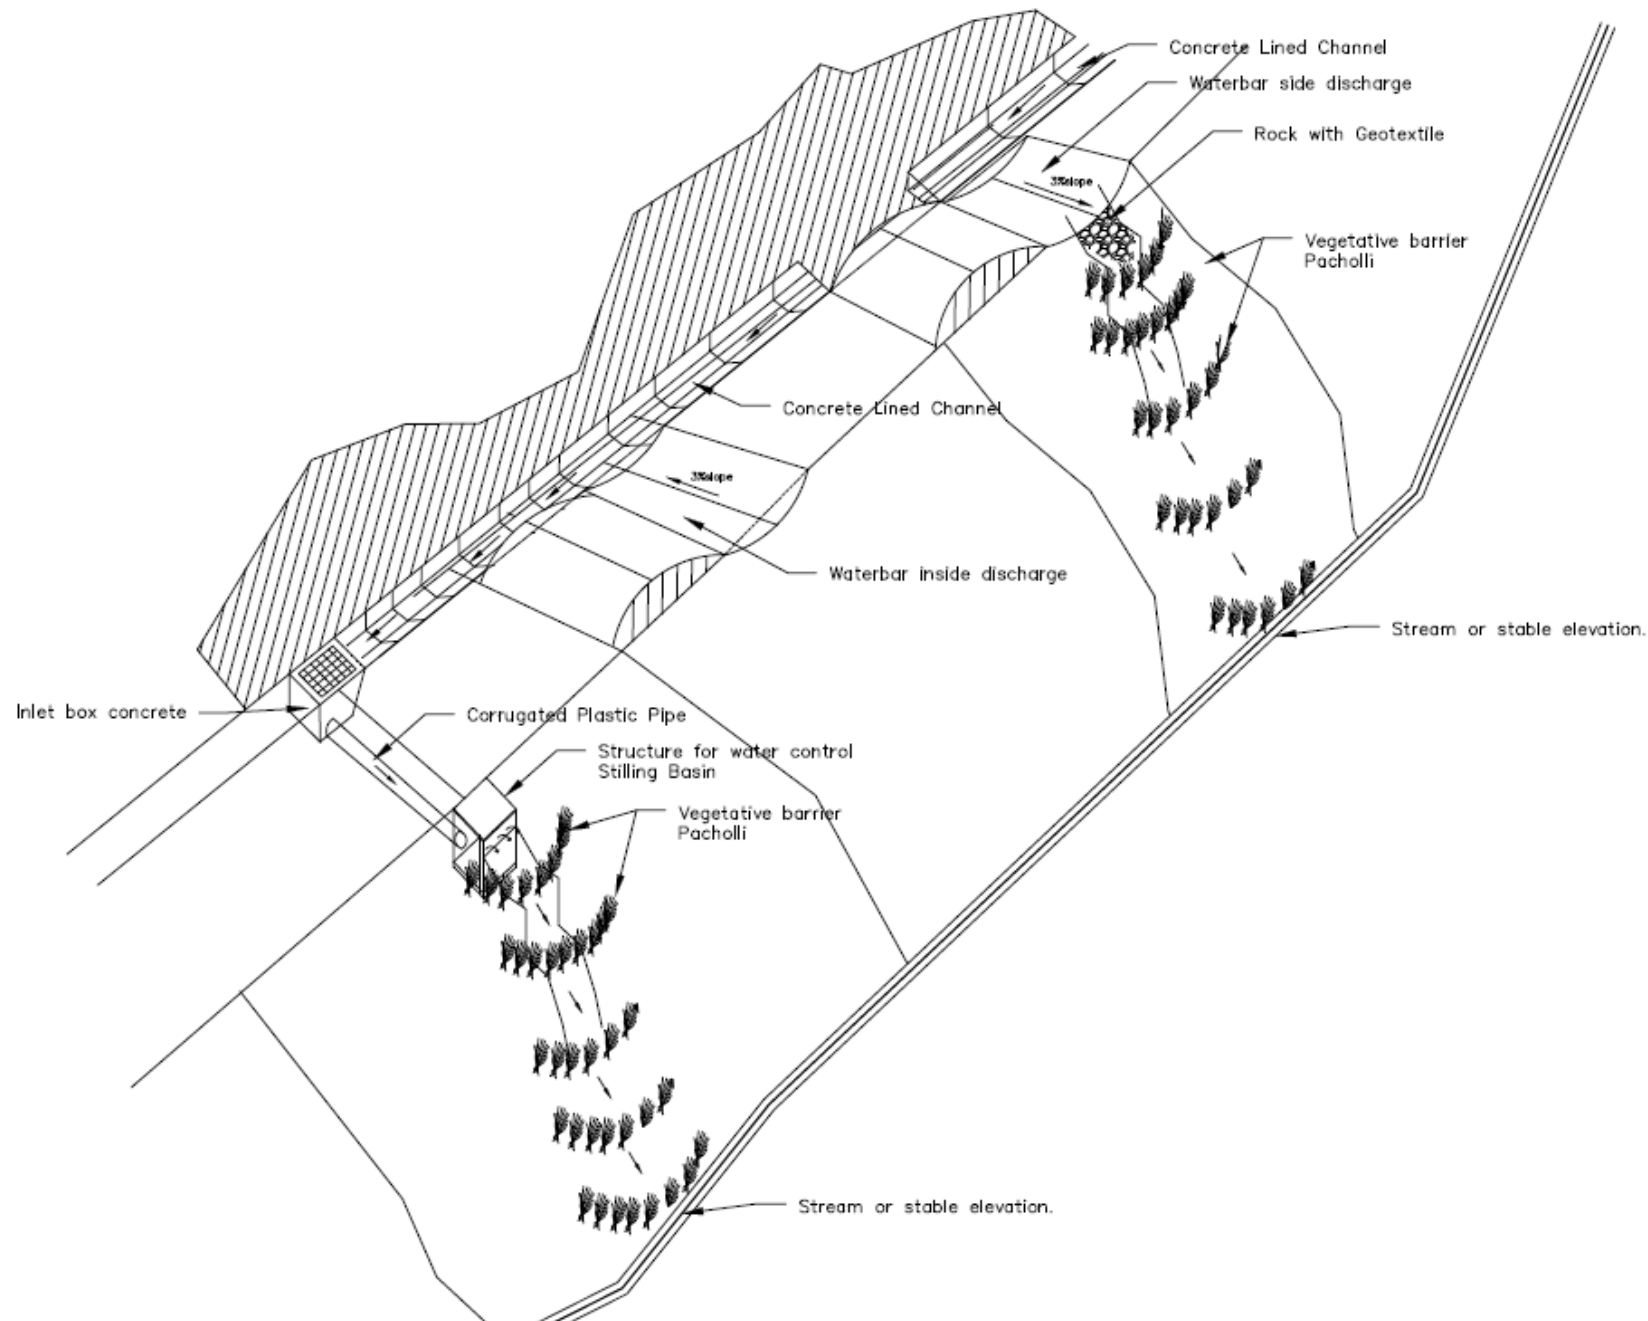 Concrete Lined Channel
Waterbar side discharge
Rock with Geotextile
3%slope
Vegetative barrier
Pacholli
Concrete Lined Channel
3%slope
Waterbar inside discharge
Stream or stable elevation.
Inlet box concrete
Corrugated Plastic Pipe
Structure for water control
Stilling Basin
Vegetative barrier
Pacholli
Stream or stable elevation.